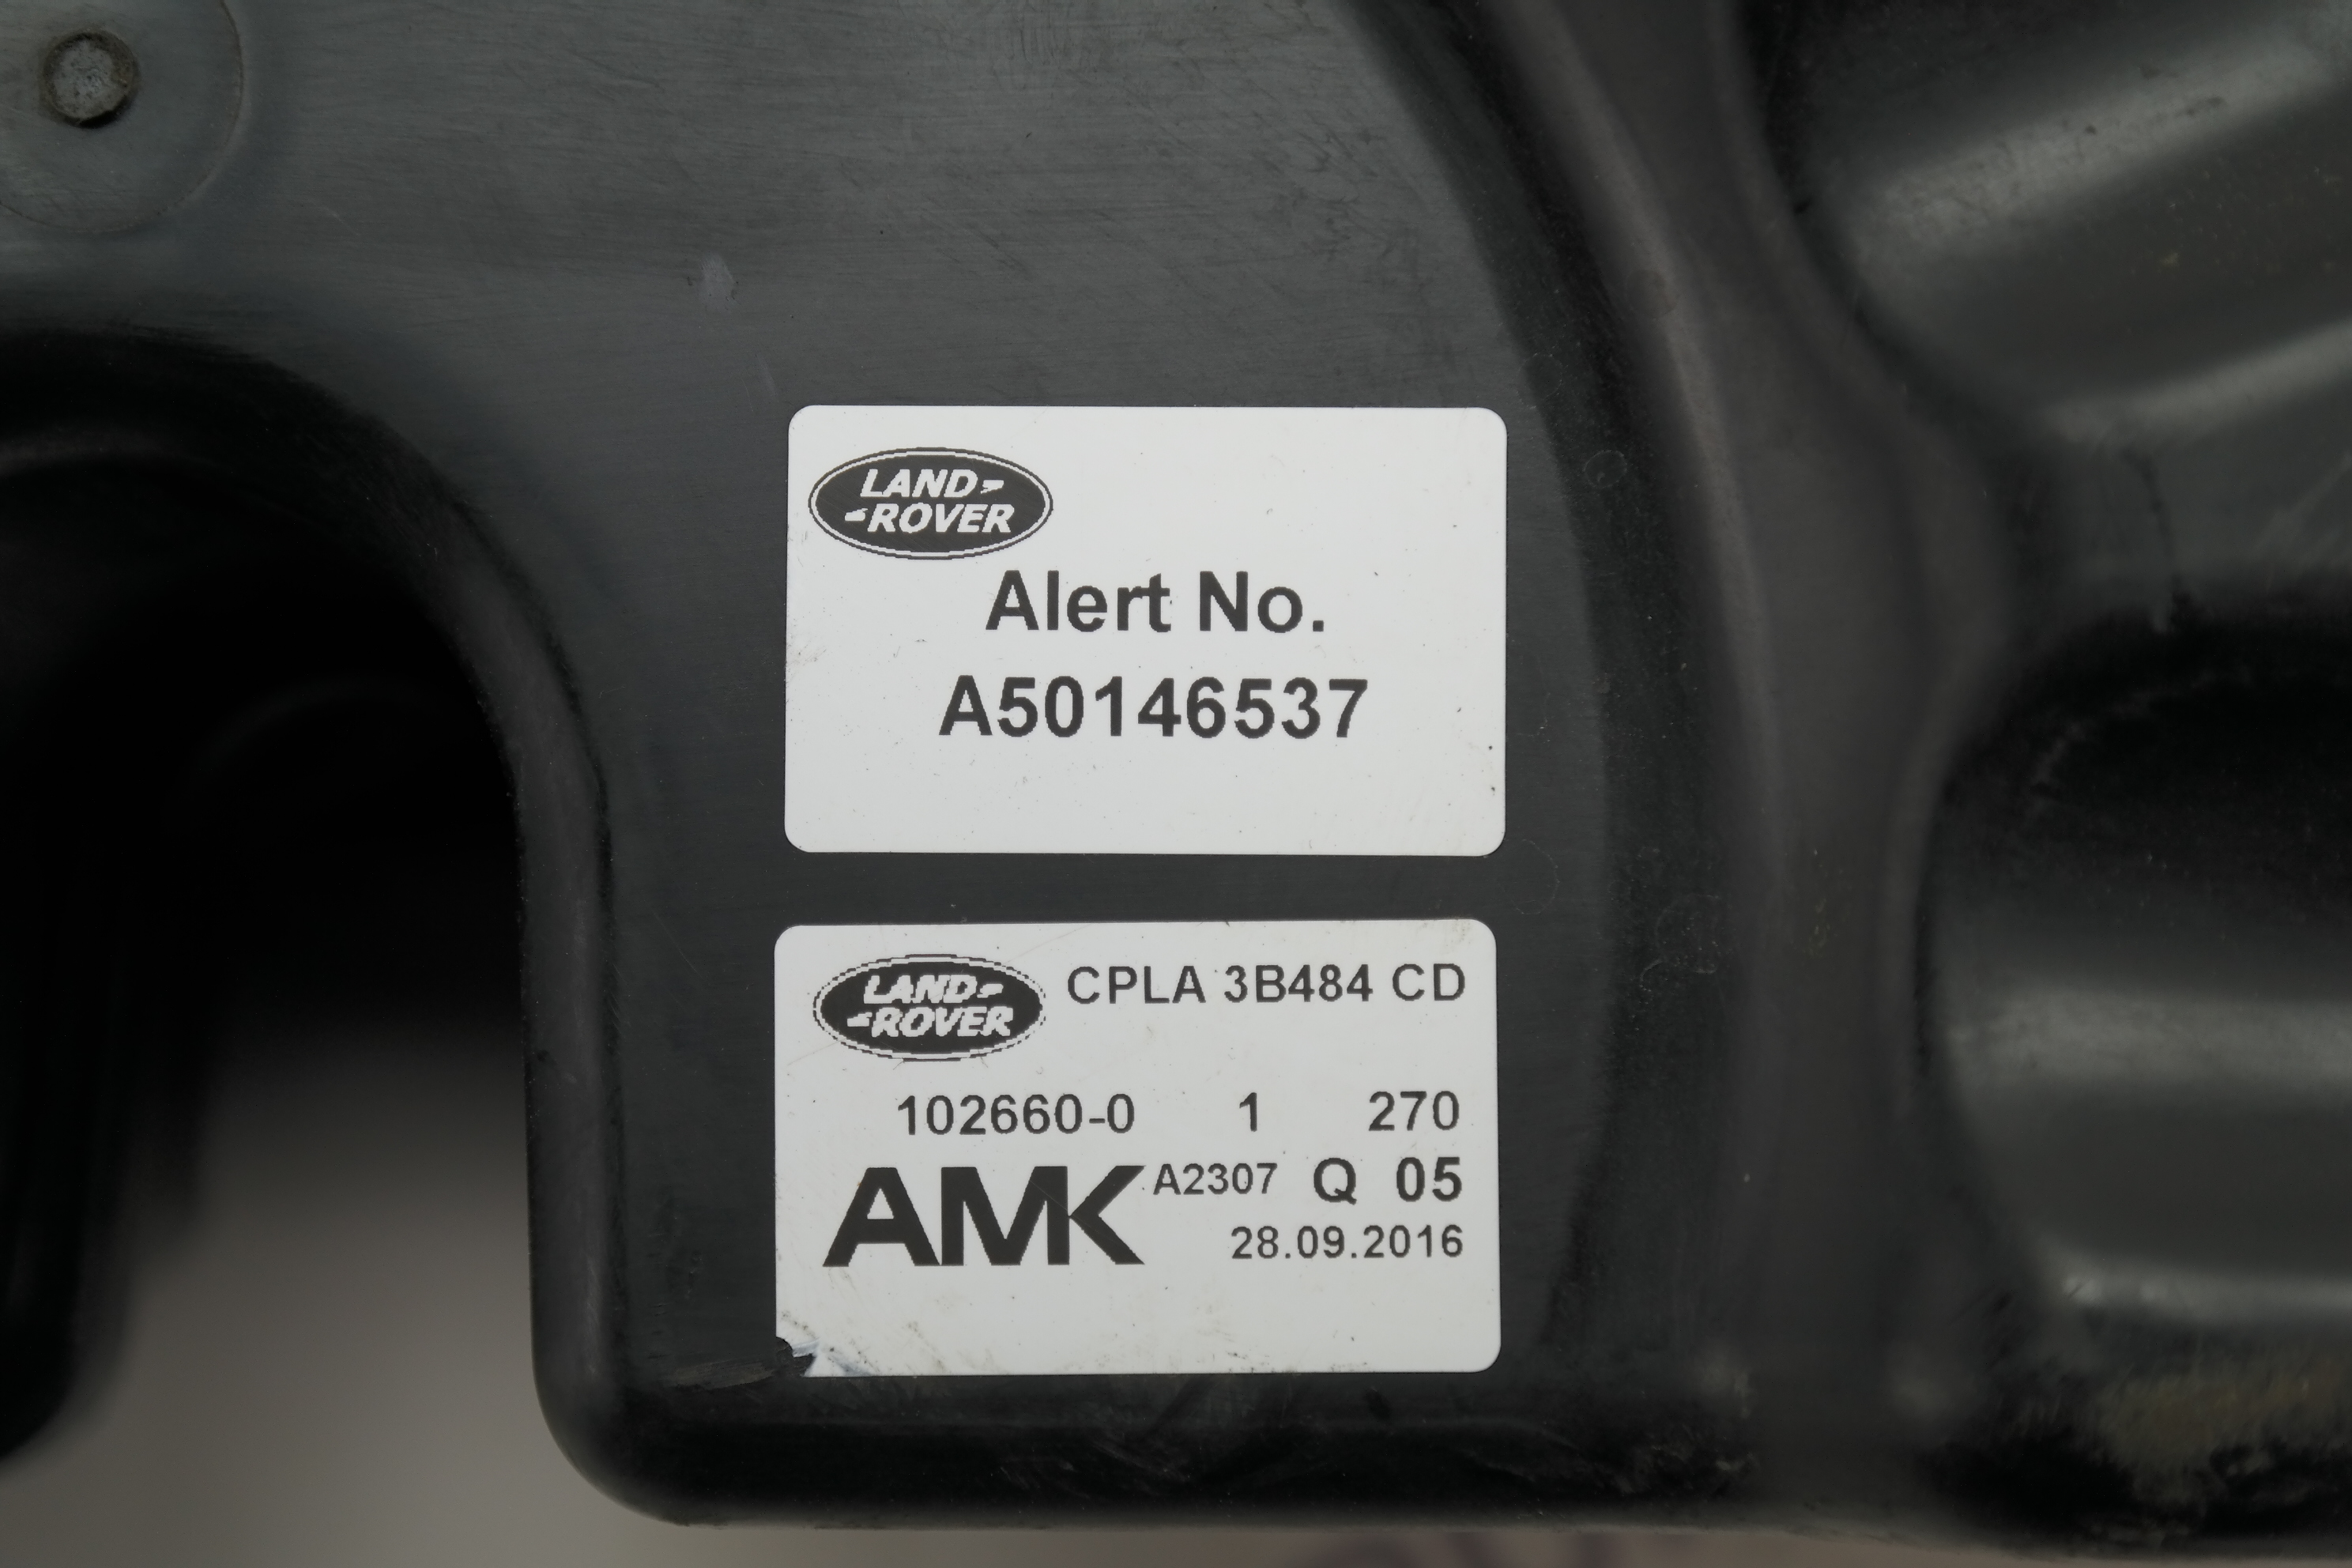 LAND
ROVER
Alert No.
A50146537
LAND
ROVER
CPLA 3B484 CD
102660-0 1 270
AMK A2307 Q 05
28.09.2016